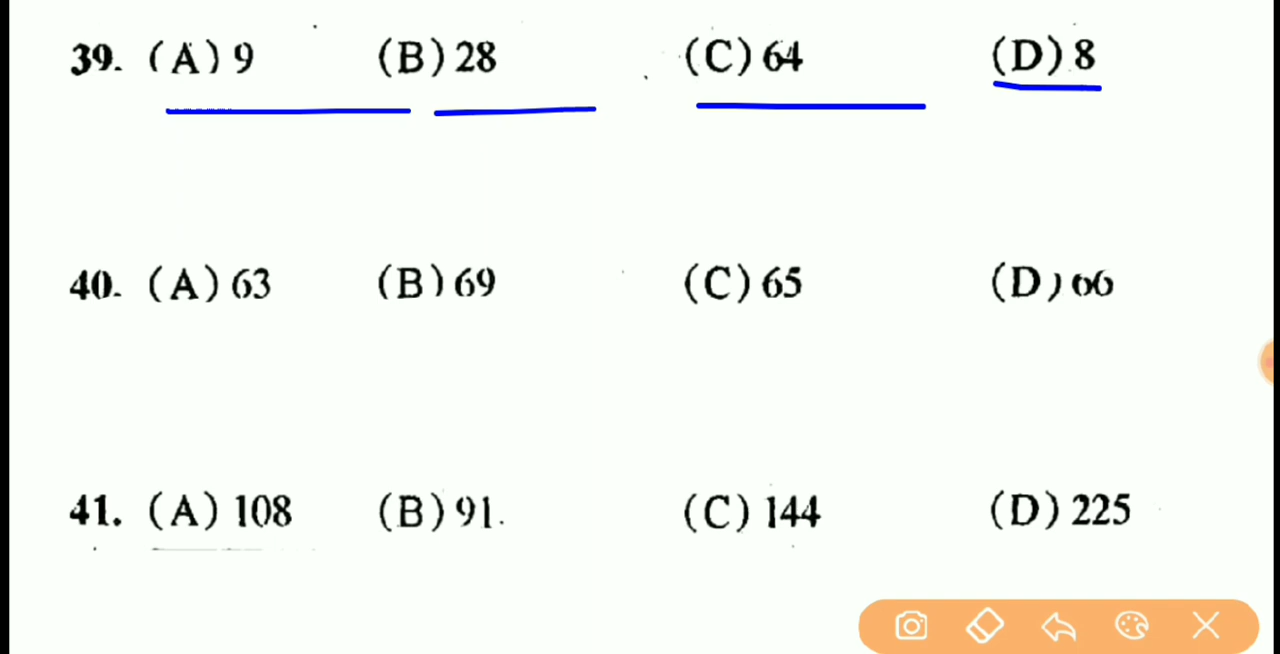 39. (A) 9 (B) 28 (C) 64 (D) 8
40. (A) 63 (B) 69 (C) 65 (D) 66
41. (A) 108 (B) 91. (C) 144 (D) 225